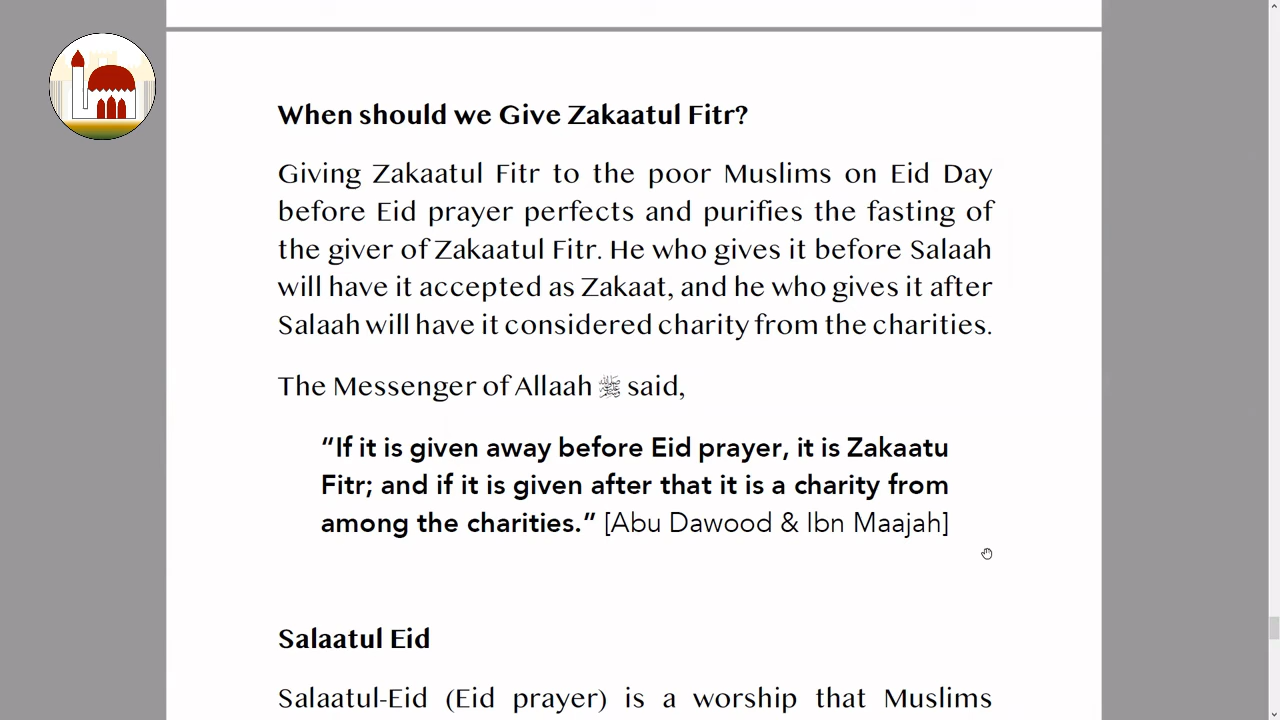 When should we Give Zakaatul Fitr?
Giving Zakaatul Fitr to the poor Muslims on Eid Day
before Eid prayer perfects and purifies the fasting of
the giver of Zakaatul Fitr. He who gives it before Salaah
will have it accepted as Zakaat, and he who gives it after
Salaah will have it considered charity from the charities.
The Messenger of Allaah ﷺ said,
“If it is given away before Eid prayer, it is Zakaatu
Fitr; and if it is given after that it is a charity from
among the charities.” [Abu Dawood & Ibn Maajah]
Salaatul Eid
Salaatul-Eid (Eid prayer) is a worship that Muslims